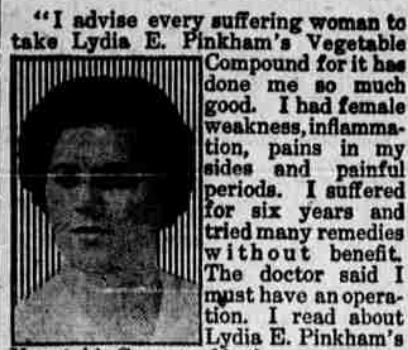 "I advise every suffering woman to
take Lydia E. Pinkham's Vegetable
Compound for it has
done me so much
good. I had female
weakness, inflamma-
tion, pains in my
sides and painful
periods. I suffered
for six years and
tried many remedies
without benefit.
The doctor said I
must have an opera-
tion. I read about
Lydia E. Pinkham's